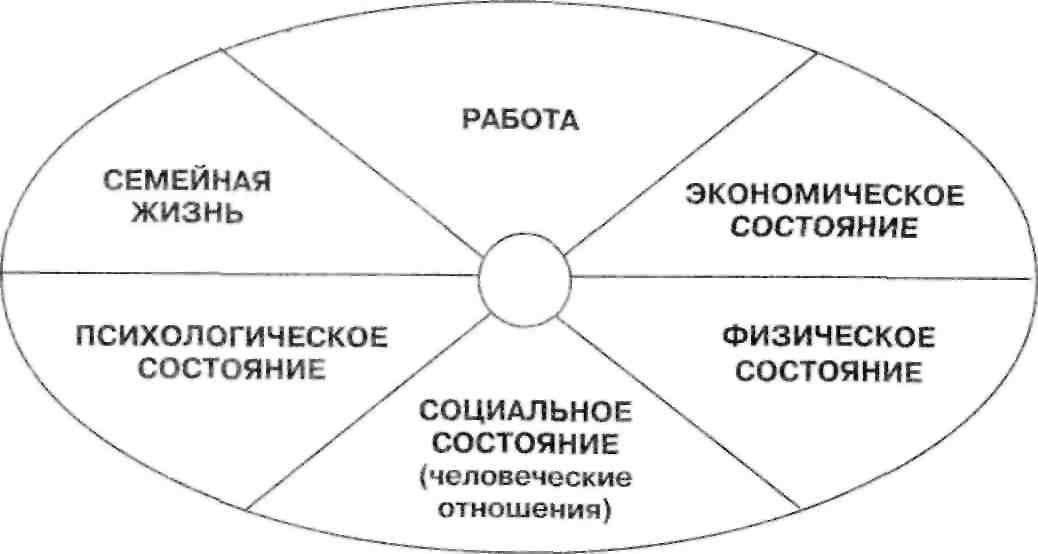 РАБОТА
СЕМЕЙНАЯ
ЖИЗНЬ
ЭКОНОМИЧЕСКОЕ
СОСТОЯНИЕ
ПСИХОЛОГИЧЕСКОЕ
СОСТОЯНИЕ
ФИЗИЧЕСКОЕ
СОСТОЯНИЕ
СОЦИАЛЬНОЕ
СОСТОЯНИЕ
(человеческие
отношения)